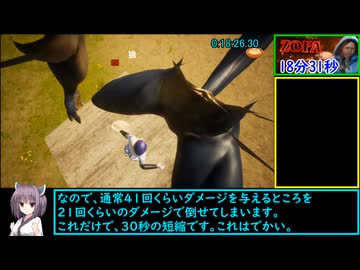 0:18:26.30
狼
ZOFA
18分31秒
なので、通常41回くらいダメージを与えるところを
21回くらいのダメージで倒せてしまいます。
これだけで、30秒の短縮です。これはでかい。